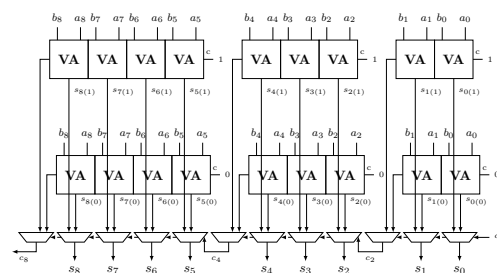 b8 a8 b7 a7 b6 a6 b5 a5 b4 a4 b3 a3 b2 a2 b1 a1 b0 a0
VA VA VA VA c 1 VA VA VA c 1 VA VA c 1
s8(1) s7(1) s6(1) s5(1) s4(1) s3(1) s2(1) s1(1) s0(1)
b8 a8 b7 a7 b6 a6 b5 a5 b4 a4 b3 a3 b2 a2 b1 a1 b0 a0
VA VA VA VA c 0 VA VA VA c 0 VA VA c 0
s8(0) s7(0) s6(0) s5(0) s4(0) s3(0) s2(0) s1(0) s0(0)
c8 c4 c2
s8 s7 s6 s5 s4 s3 s2 s1 s0